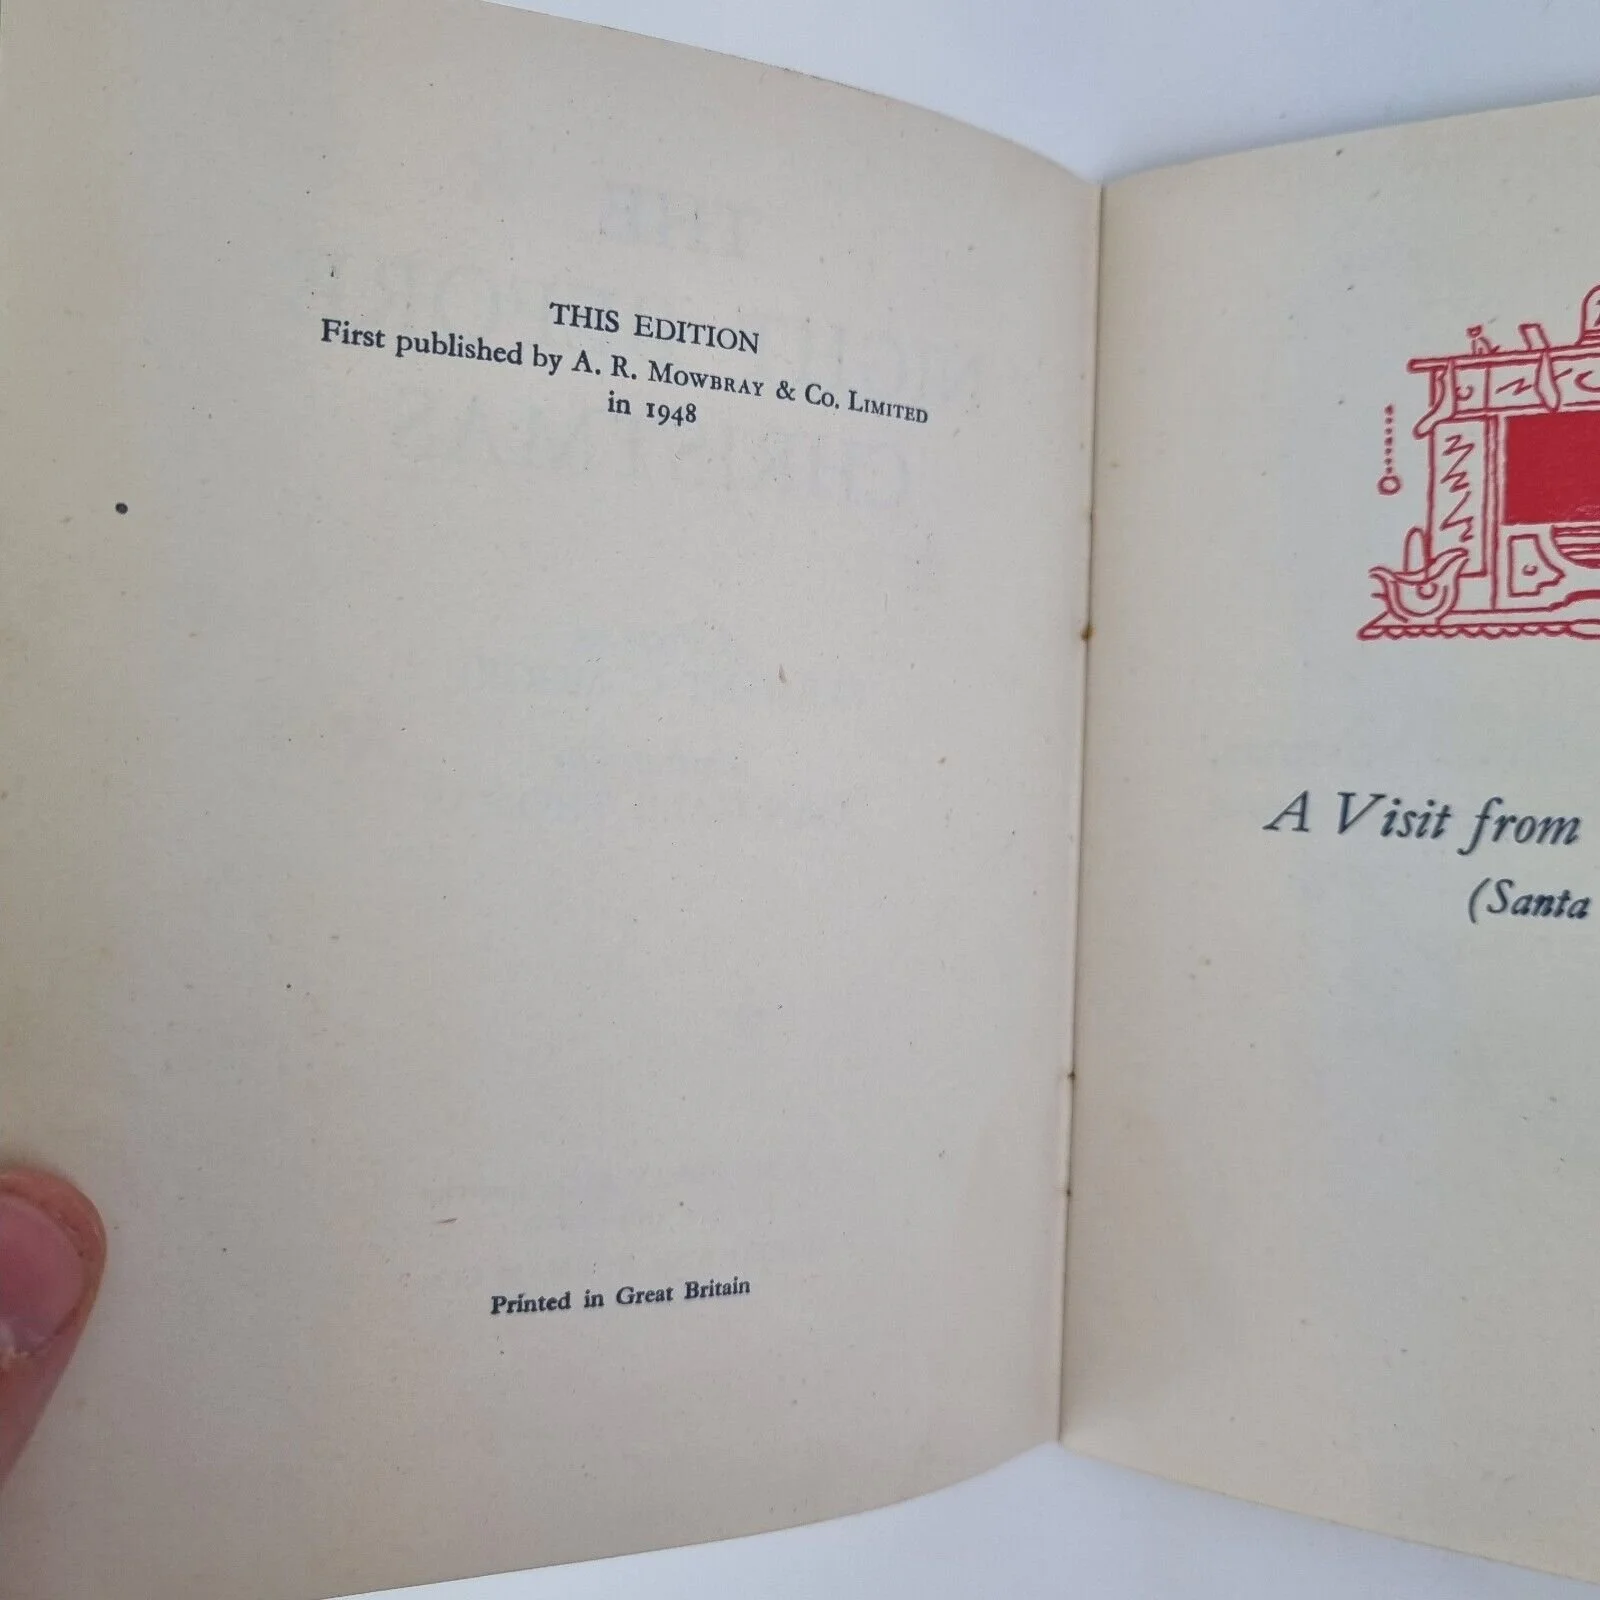 THIS EDITION
First published by A. R. MOWBRAY & CO. LIMITED
in 1948
Printed in Great Britain
A Visit from
(Santa